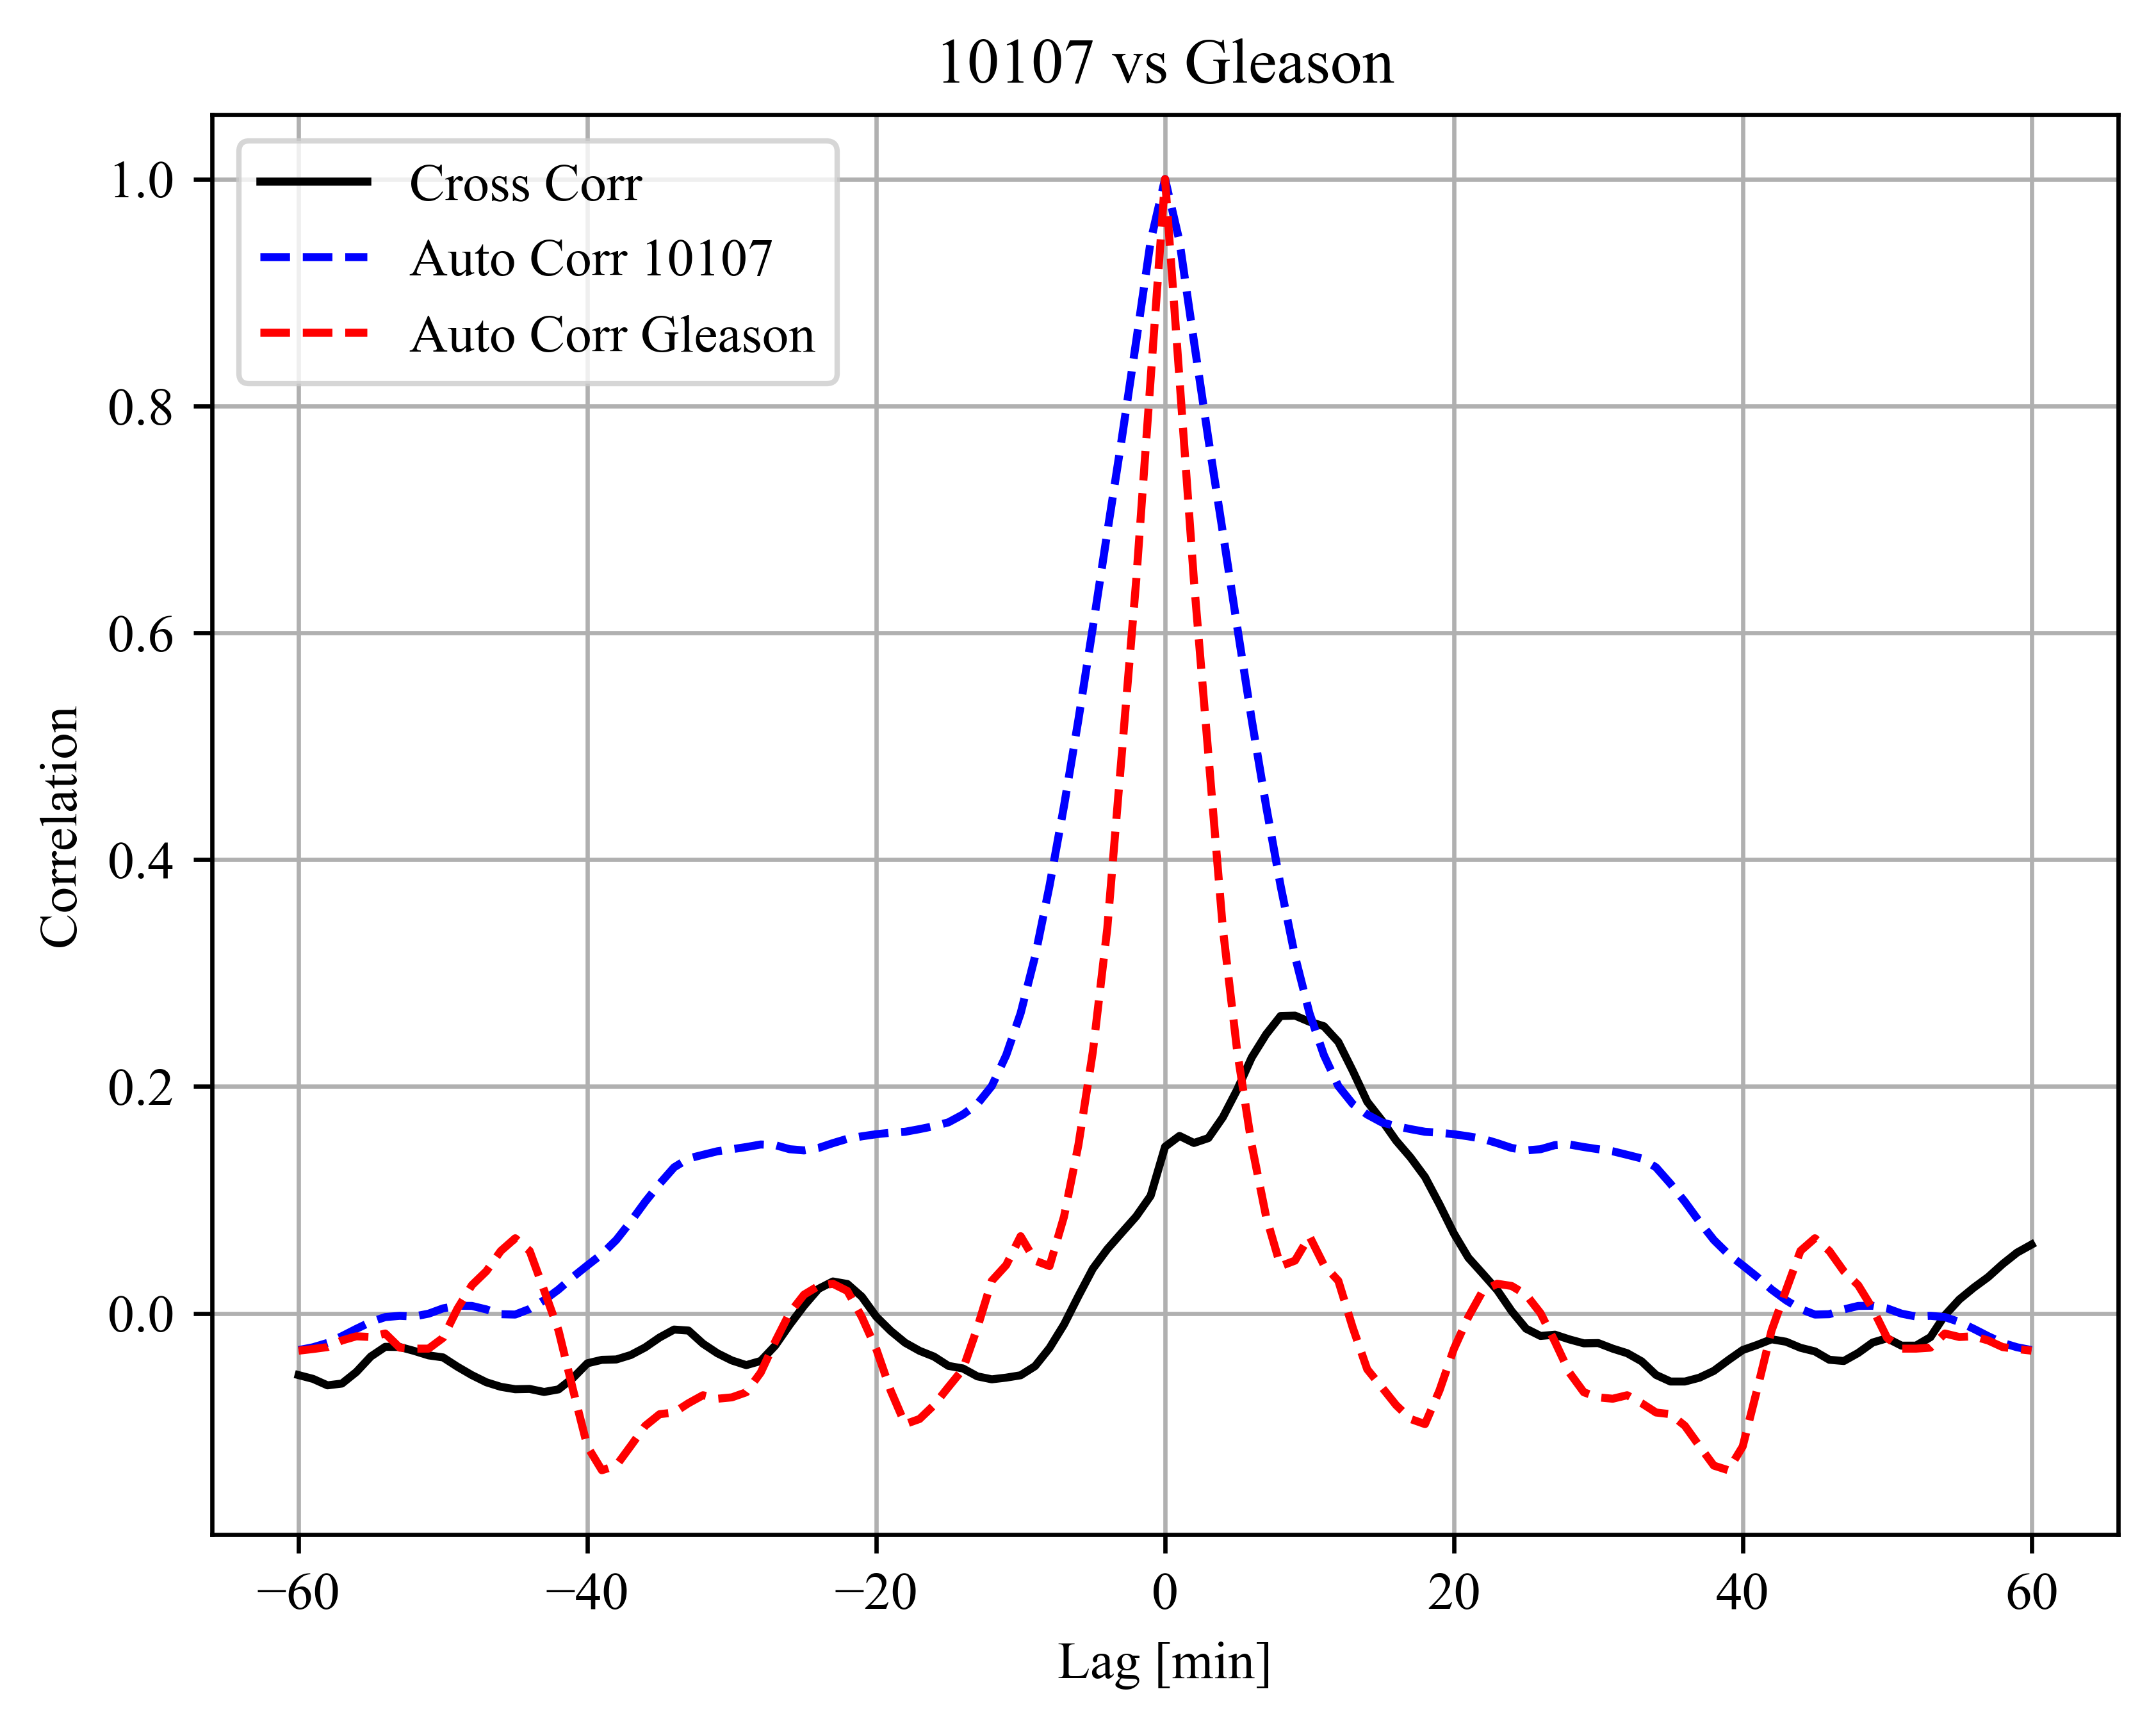 10107 vs Gleason
Cross Corr
Auto Corr 10107
Auto Corr Gleason
1.0
0.8
0.6
0.4
0.2
0.0
Correlation
−60 −40 −20 0 20 40 60
Lag [min]